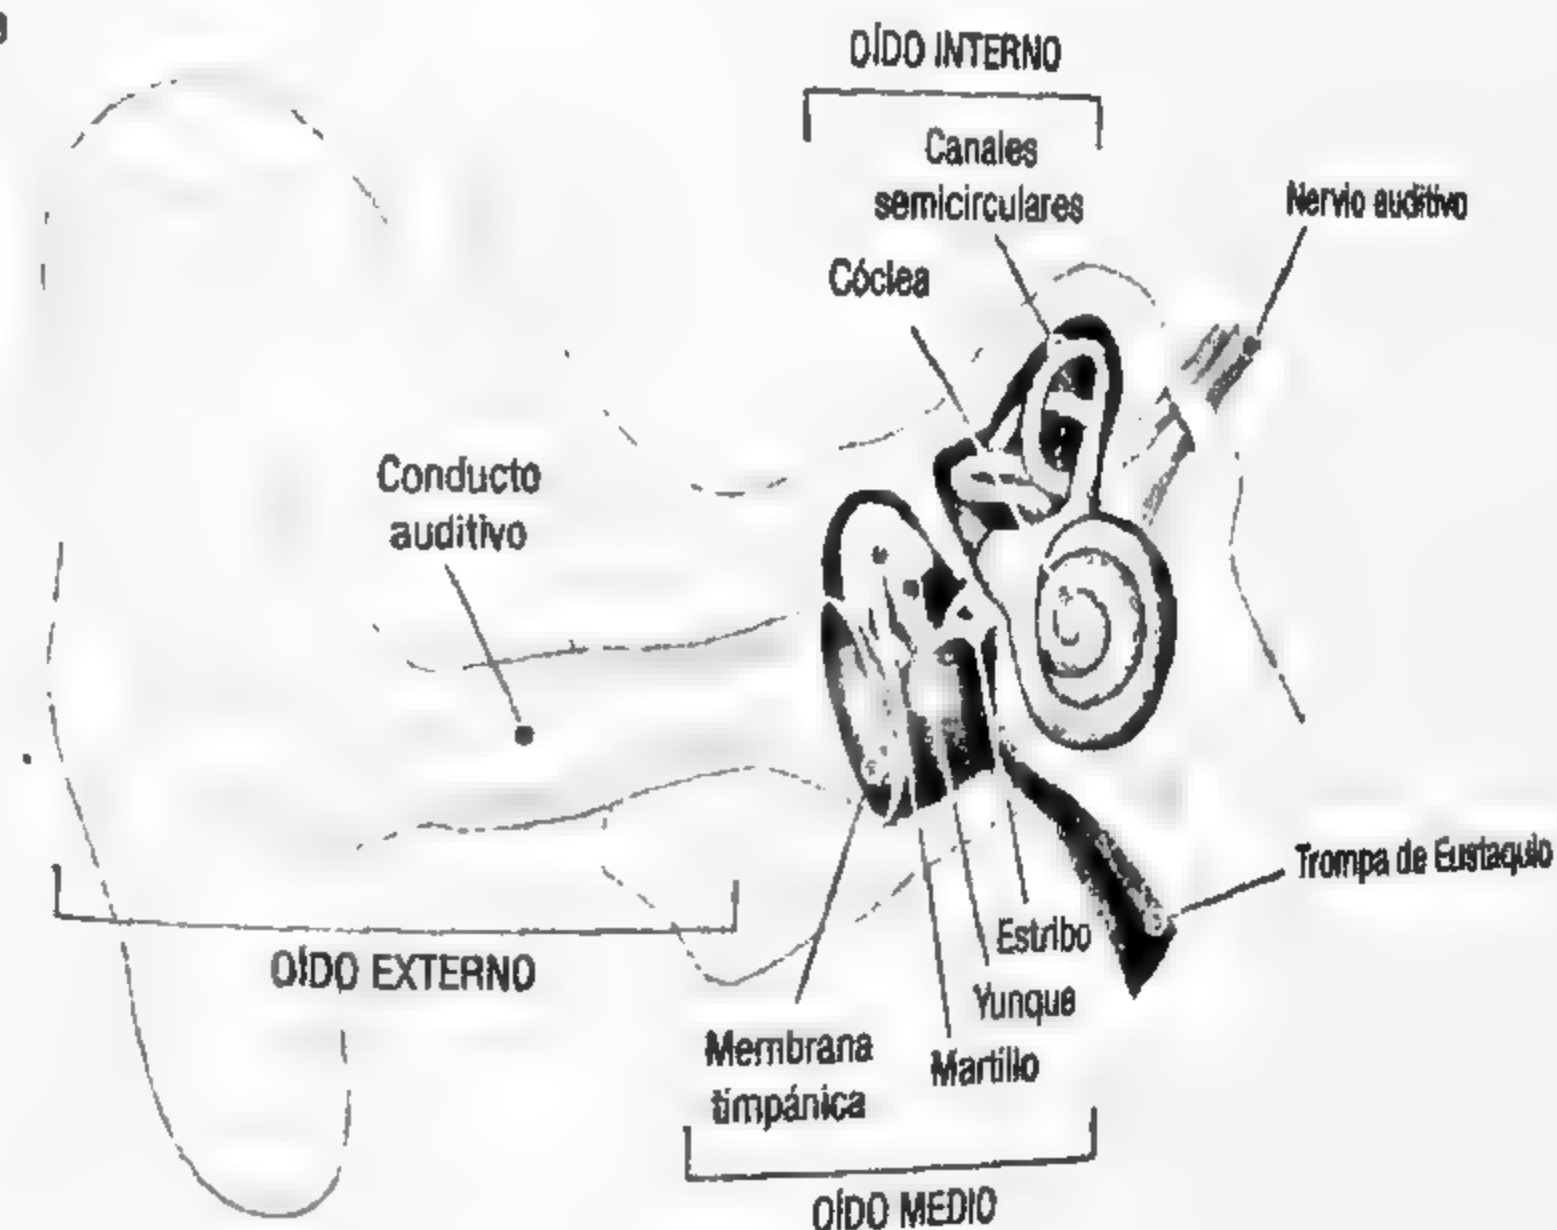 OÍDO INTERNO
Canales
semicirculares
Nervio auditivo
Cóclea
Conducto
auditivo
Trompa de Eustaquio
Estribo
OÍDO EXTERNO
Yunque
Membrana
timpánica
Martillo
OÍDO MEDIO